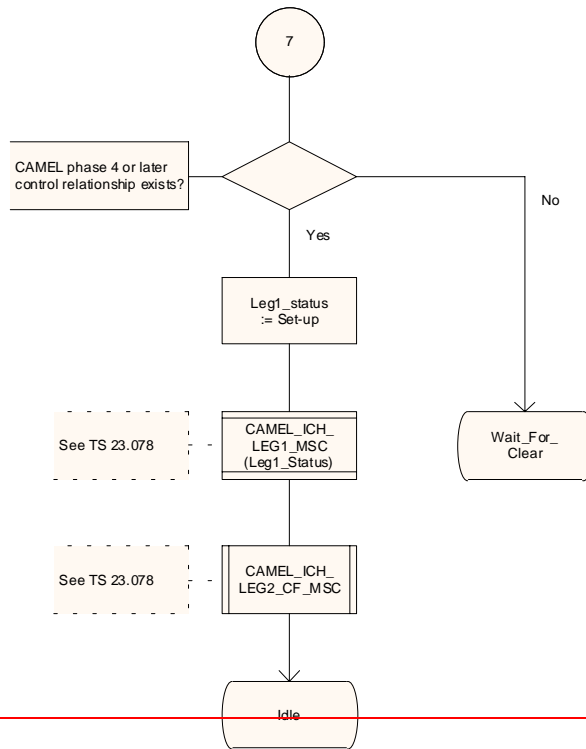 7
CAMEL phase 4 or later
control relationship exists?
No
Yes
Leg1_status
:= Set-up
See TS 23.078
CAMEL_ICH_
LEG1_MSC
(Leg1_Status)
Wait_For_
Clear
See TS 23.078
CAMEL_ICH_
LEG2_CF_MSC
Idle